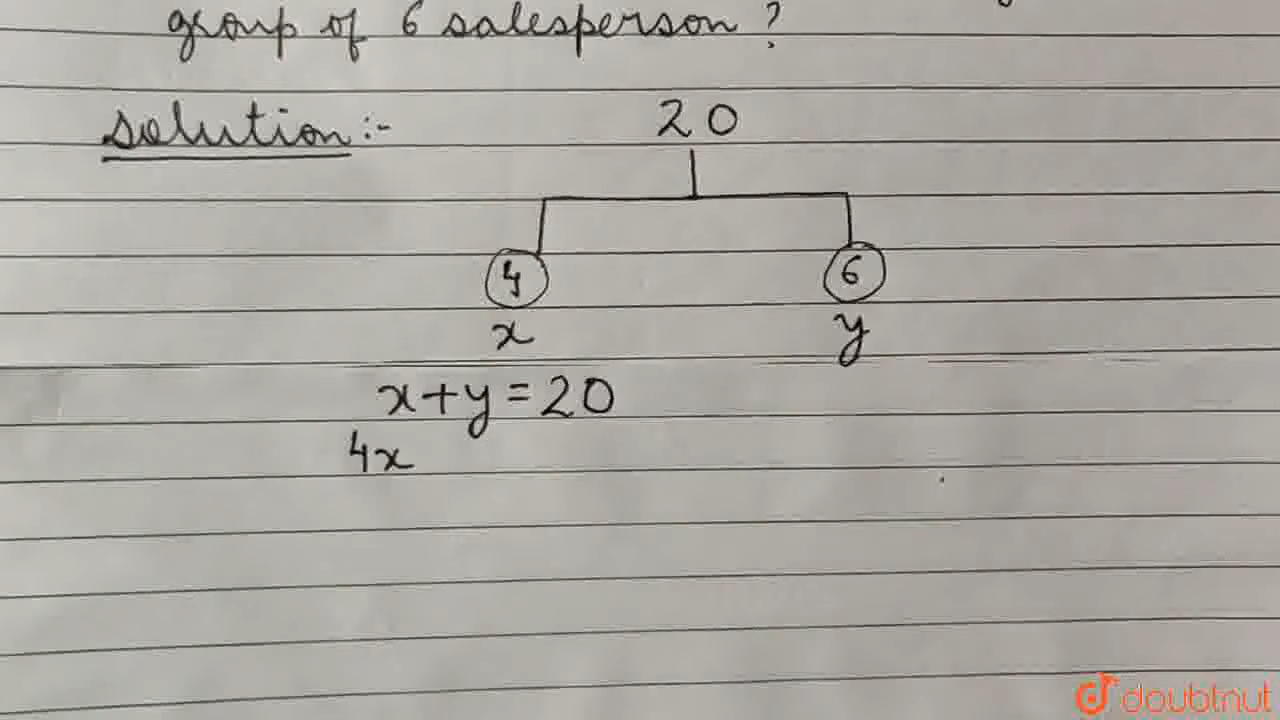 group of 6 salesperson ?
solution :-
20
4 6
x y
x+y=20
4x
doubtnut